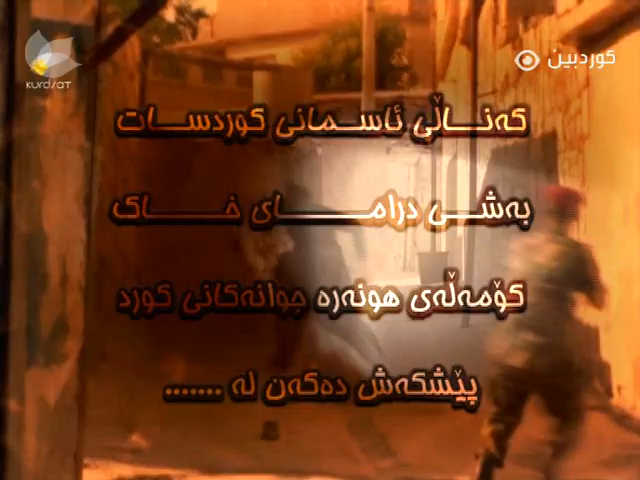 KURDSAT
کوردبین
کەناڵی ئاسمانی کوردسات
بەشی درامای خاک
کۆمەڵەی هونەرە جوانەکانی کورد
پێشکەش دەکەن لە .......